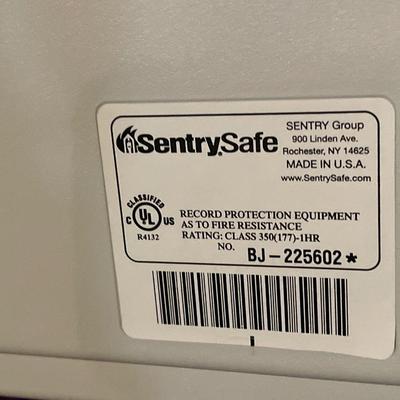 SentrySafe
SENTRY Group
900 Linden Ave.
Rochester, NY 14625
MADE IN U.S.A.
www.SentrySafe.com
CLASSIFIED
C UL US
R4132
RECORD PROTECTION EQUIPMENT
AS TO FIRE RESISTANCE
RATING: CLASS 350(177)-1HR
NO. BJ-225602*